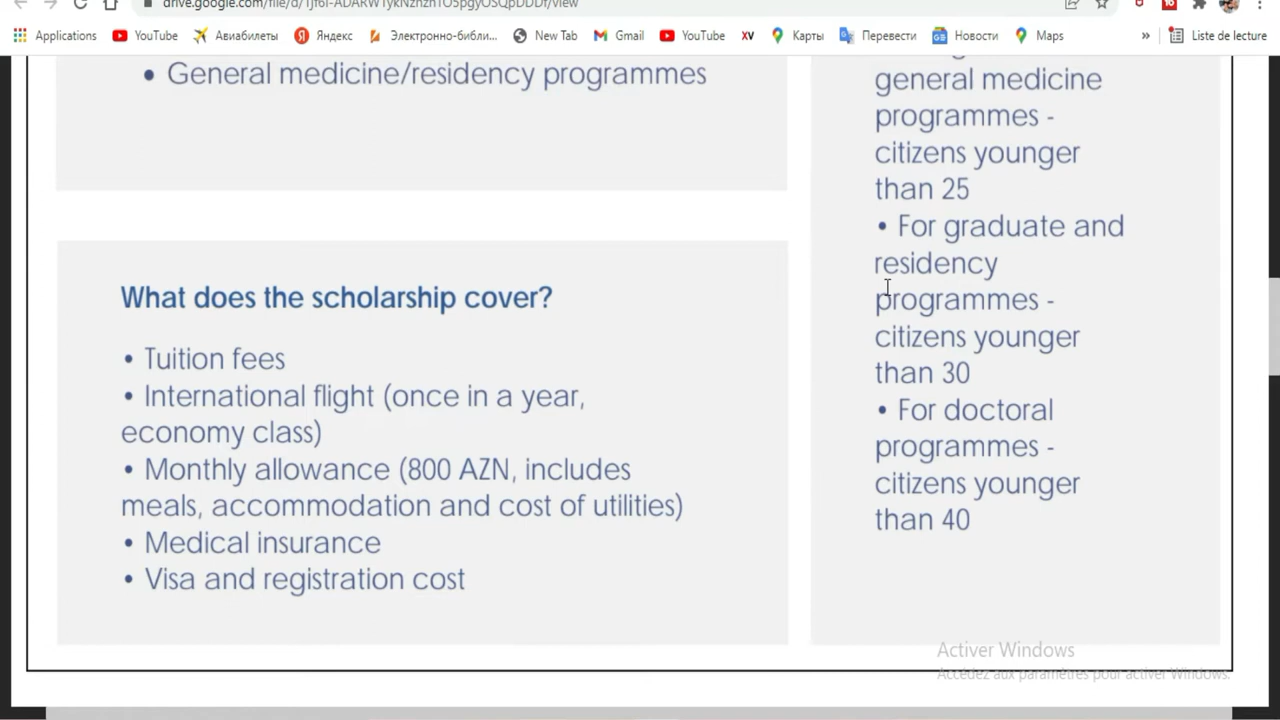 Applications
YouTube
Авиабилеты
Яндекс
Электронно-библи...
New Tab
Gmail
YouTube
XV
Карты
Перевести
Новости
Maps
»
Liste de lecture
• General medicine/residency programmes
What does the scholarship cover?
• Tuition fees
• International flight (once in a year,
economy class)
• Monthly allowance (800 AZN, includes
meals, accommodation and cost of utilities)
• Medical insurance
• Visa and registration cost
general medicine
programmes -
citizens younger
than 25
• For graduate and
residency
programmes -
citizens younger
than 30
• For doctoral
programmes -
citizens younger
than 40
Activer Windows
Accédez aux paramètres pour activer Windows.